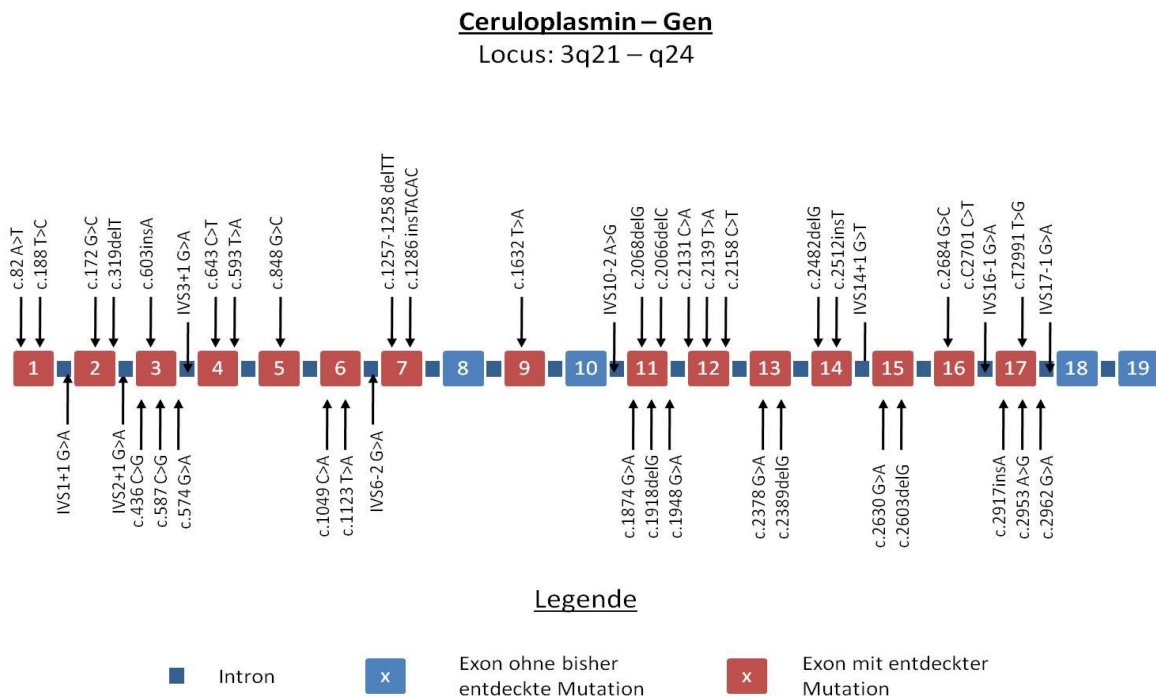 Ceruloplasmin – Gen
Locus: 3q21 – q24
c.82 A>T
c.188 T>C
c.172 G>C
c.319delT
c.603insA
IVS3+1 G>A
c.643 C>T
c.593 T>A
c.848 G>C
c.1257-1258 delTT
c.1286 insTACAC
c.1632 T>A
IVS10-2 A>G
c.2068delG
c.2066delC
c.2131 C>A
c.2139 T>A
c.2158 C>T
c.2482delG
c.2512insT
IVS14+1 G>T
c.2684 G>C
c.C2701 C>T
IVS16-1 G>A
c.T2991 T>G
IVS17-1 G>A
1 2 3 4 5 6 7 8 9 10 11 12 13 14 15 16 17 18 19
IVS1+1 G>A
IVS2+1 G>A
c.436 C>G
c.587 C>G
c.574 G>A
c.1049 C>A
c.1123 T>A
IVS6-2 G>A
c.1874 G>A
c.1918delG
c.1948 G>A
c.2378 G>A
c.2389delG
c.2630 G>A
c.2603delG
c.2917insA
c.2953 A>G
c.2962 G>A
Legende
Intron
x
Exon ohne bisher
entdeckte Mutation
x
Exon mit entdeckter
Mutation